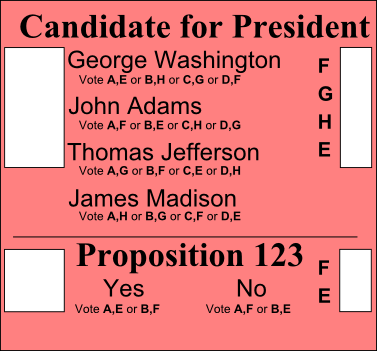 Candidate for President
George Washington
Vote A,E or B,H or C,G or D,F
F
John Adams
G
Vote A,F or B,E or C,H or D,G
H
Thomas Jefferson
E
Vote A,G or B,F or C,E or D,H
James Madison
Vote A,H or B,G or C,F or D,E
Proposition 123
F
Yes No
E
Vote A,E or B,F Vote A,F or B,E